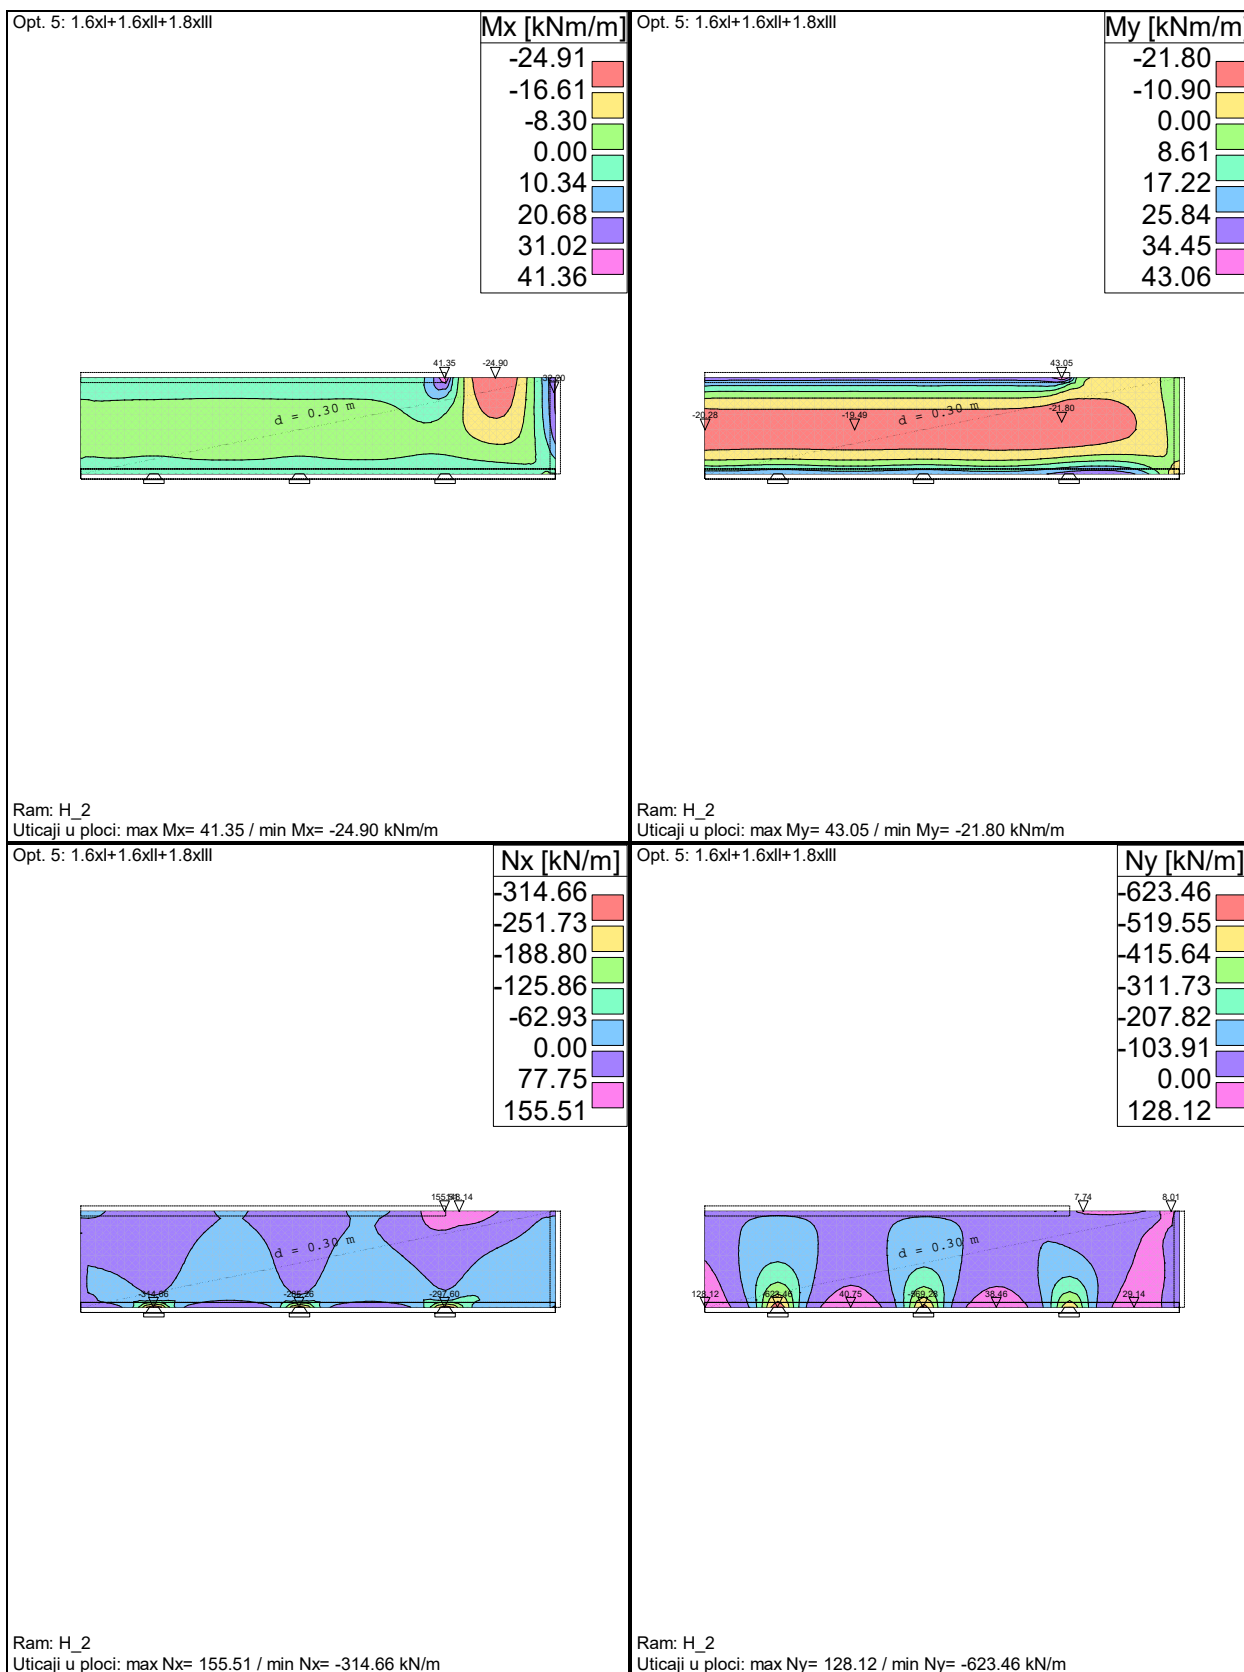 Opt. 5: 1.6xI+1.6xII+1.8xIII
Mx [kNm/m]
-24.91
-16.61
-8.30
0.00
10.34
20.68
31.02
41.36
41.35
-24.90
d = 0.30 m
Ram: H_2
Uticaji u ploci: max Mx= 41.35 / min Mx= -24.90 kNm/m
Opt. 5: 1.6xI+1.6xII+1.8xIII
My [kNm/m]
-21.80
-10.90
0.00
8.61
17.22
25.84
34.45
43.06
43.05
-20.28
-19.49
-21.80
d = 0.30 m
Ram: H_2
Uticaji u ploci: max My= 43.05 / min My= -21.80 kNm/m
Opt. 5: 1.6xI+1.6xII+1.8xIII
Nx [kN/m]
-314.66
-251.73
-188.80
-125.86
-62.93
0.00
77.75
155.51
d = 0.30 m
-314.66
-297.60
Ram: H_2
Uticaji u ploci: max Nx= 155.51 / min Nx= -314.66 kN/m
Opt. 5: 1.6xI+1.6xII+1.8xIII
Ny [kN/m]
-623.46
-519.55
-415.64
-311.73
-207.82
-103.91
0.00
128.12
7.74
8.01
d = 0.30 m
128.12
-623.46
40.75
-569.28
38.46
29.14
Ram: H_2
Uticaji u ploci: max Ny= 128.12 / min Ny= -623.46 kN/m